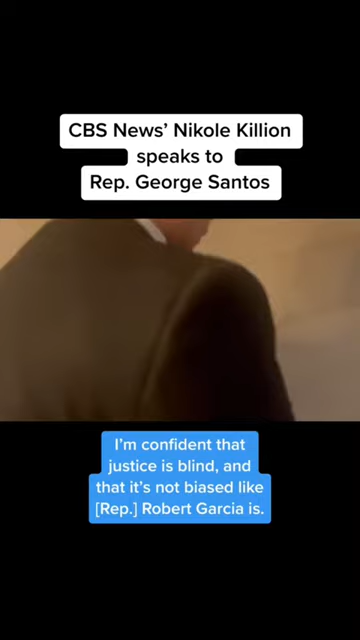 CBS News’ Nikole Killion
speaks to
Rep. George Santos
I’m confident that
justice is blind, and
that it’s not biased like
[Rep.] Robert Garcia is.